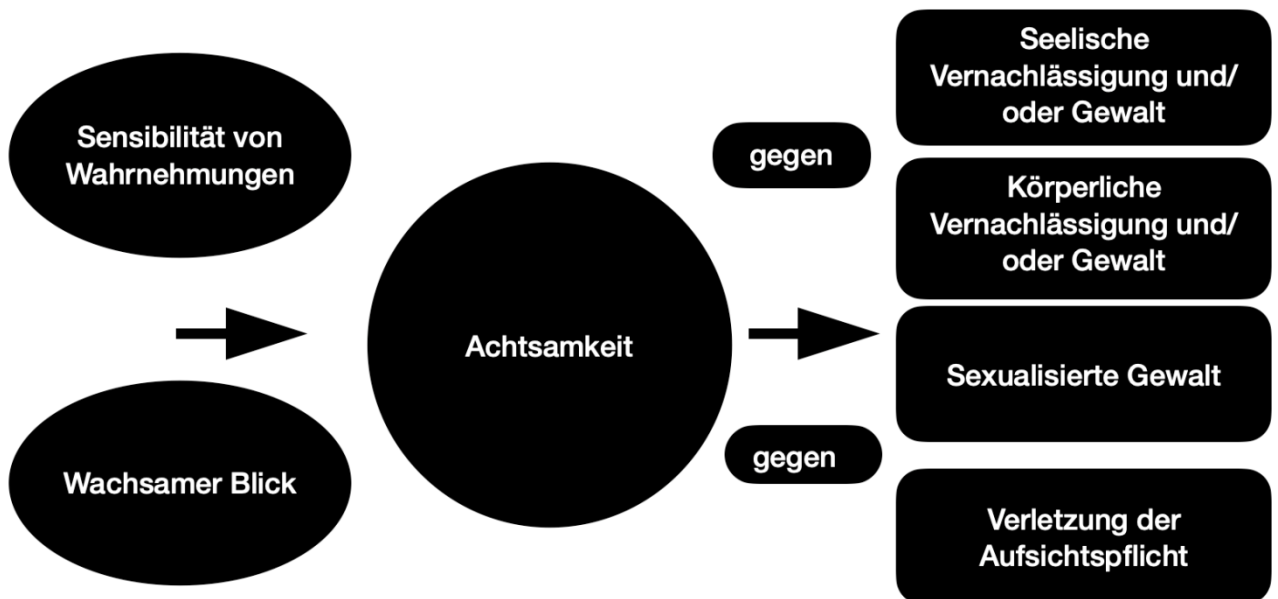 Sensibilität von
Wahrnehmungen
Wachsamer Blick
Achtsamkeit
gegen
gegen
Seelische
Vernachlässigung und/
oder Gewalt
Körperliche
Vernachlässigung und/
oder Gewalt
Sexualisierte Gewalt
Verletzung der
Aufsichtspflicht